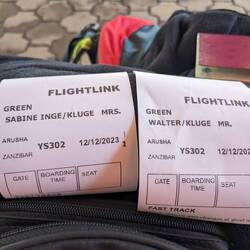 FLIGHTLINK
GREEN
SABINE INGE/KLUGE MRS.
ARUSHA YS302 12/12/2023 1
ZANZIBAR
GATE BOARDING TIME SEAT
FLIGHTLINK
GREEN
WALTER/KLUGE MR.
ARUSHA YS302 12/12/2023
ZANZIBAR
GATE BOARDING TIME SEAT
FAST TRACK